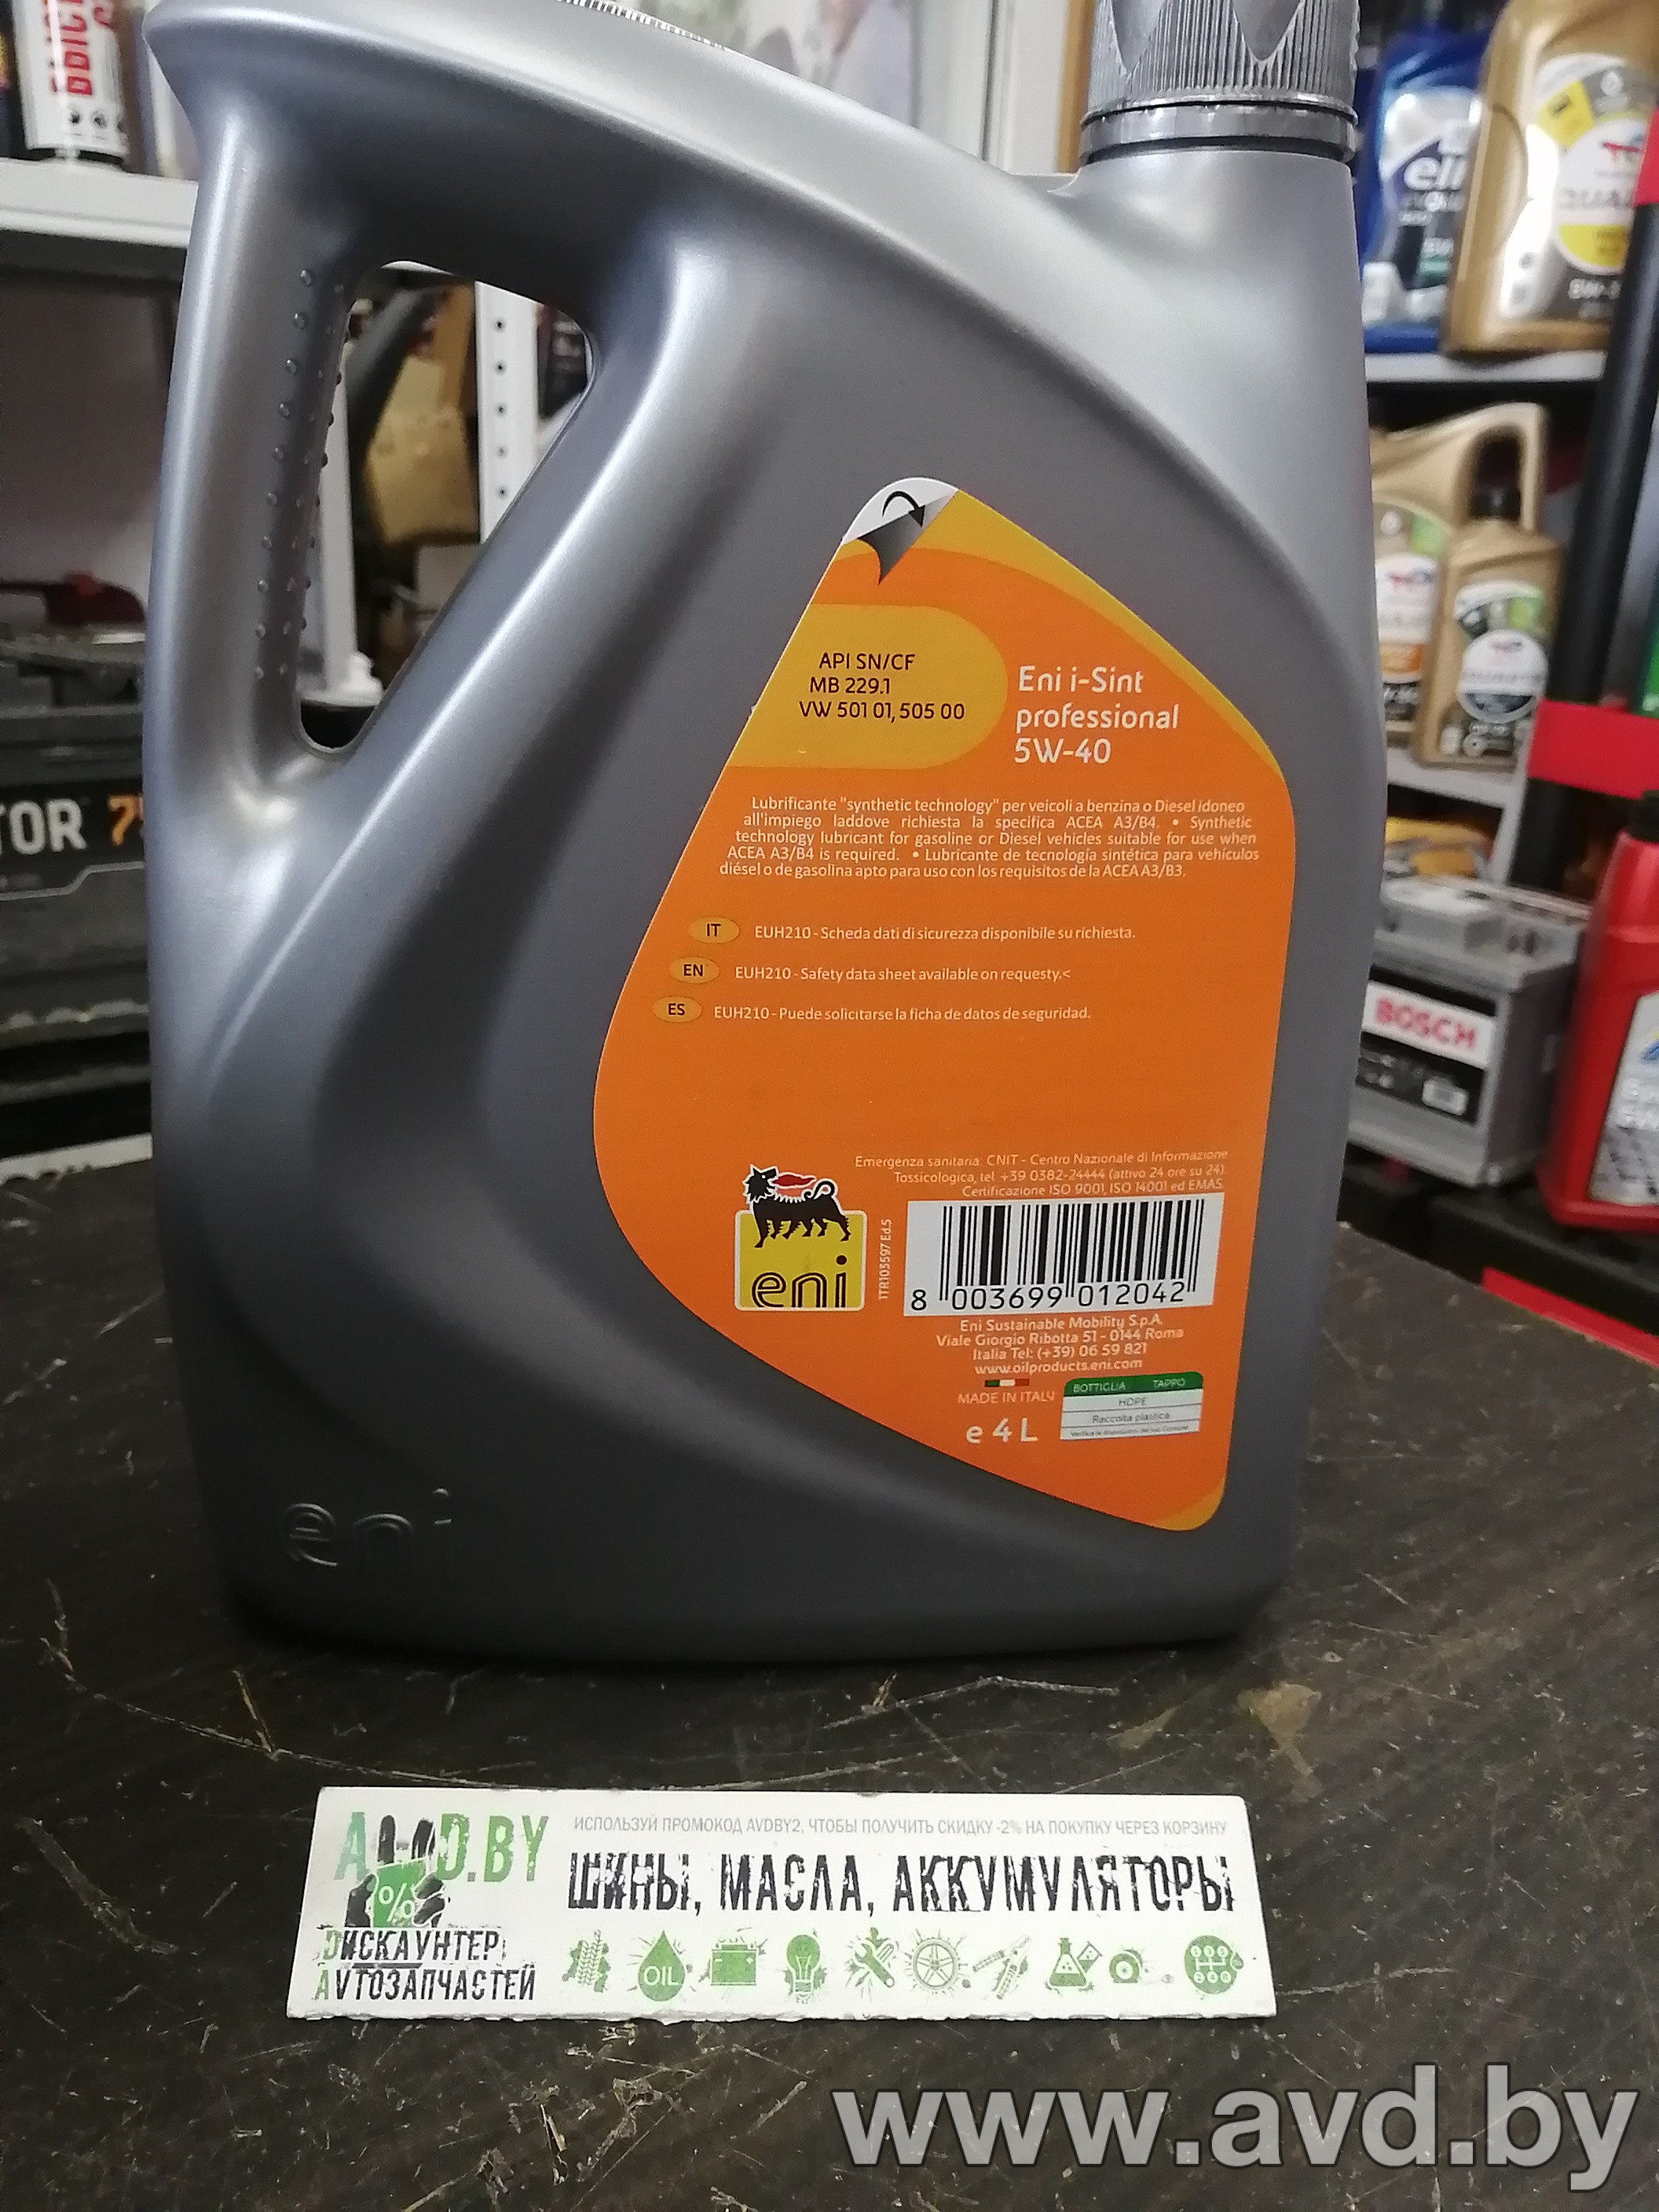 API SN/CF
MB 229.1
VW 501 01, 505 00
Eni i-Sint
professional
5W-40
Lubrificante "synthetic technology" per veicoli a benzina o Diesel idoneo
all'impiego laddove richiesta la specifica ACEA A3/B4. • Synthetic
technology lubricant for gasoline or Diesel vehicles suitable for use when
ACEA A3/B4 is required. • Lubricante de tecnología sintética para vehículos
diésel o de gasolina apto para uso con los requisitos de la ACEA A3/B3.
IT EUH210 - Scheda dati di sicurezza disponibile su richiesta.
EN EUH210 - Safety data sheet available on requesty.<
ES EUH210 - Puede solicitarse la ficha de datos de seguridad.
Emergenza sanitaria: CNIT - Centro Nazionale di Informazione
Tossicologica, tel. +39 0382-24444 (attivo 24 ore su 24)
Certificazione ISO 9001, ISO 14001 ed EMAS.
eni
ITR103597 Ed.5
8 003699 012042
Eni Sustainable Mobility S.p.A.
Viale Giorgio Ribotta 51 - 0144 Roma
Italia Tel: (+39) 06 59 821
www.oilproducts.eni.com
MADE IN ITALY
e 4 L
BOTTIGLIA TAPPO
HDPE
Raccolta plastica
eni
TOR 7
BOSCH
A D.BY
%
DИСКАУНТЕР
AVТОЗАПЧАСТЕЙ
ИСПОЛЬЗУЙ ПРОМОКОД AVDBY2, ЧТОБЫ ПОЛУЧИТЬ СКИДКУ -2% НА ПОКУПКУ ЧЕРЕЗ КОРЗИНУ
ШИНЫ, МАСЛА, АККУМУЛЯТОРЫ
OIL
www.avd.by